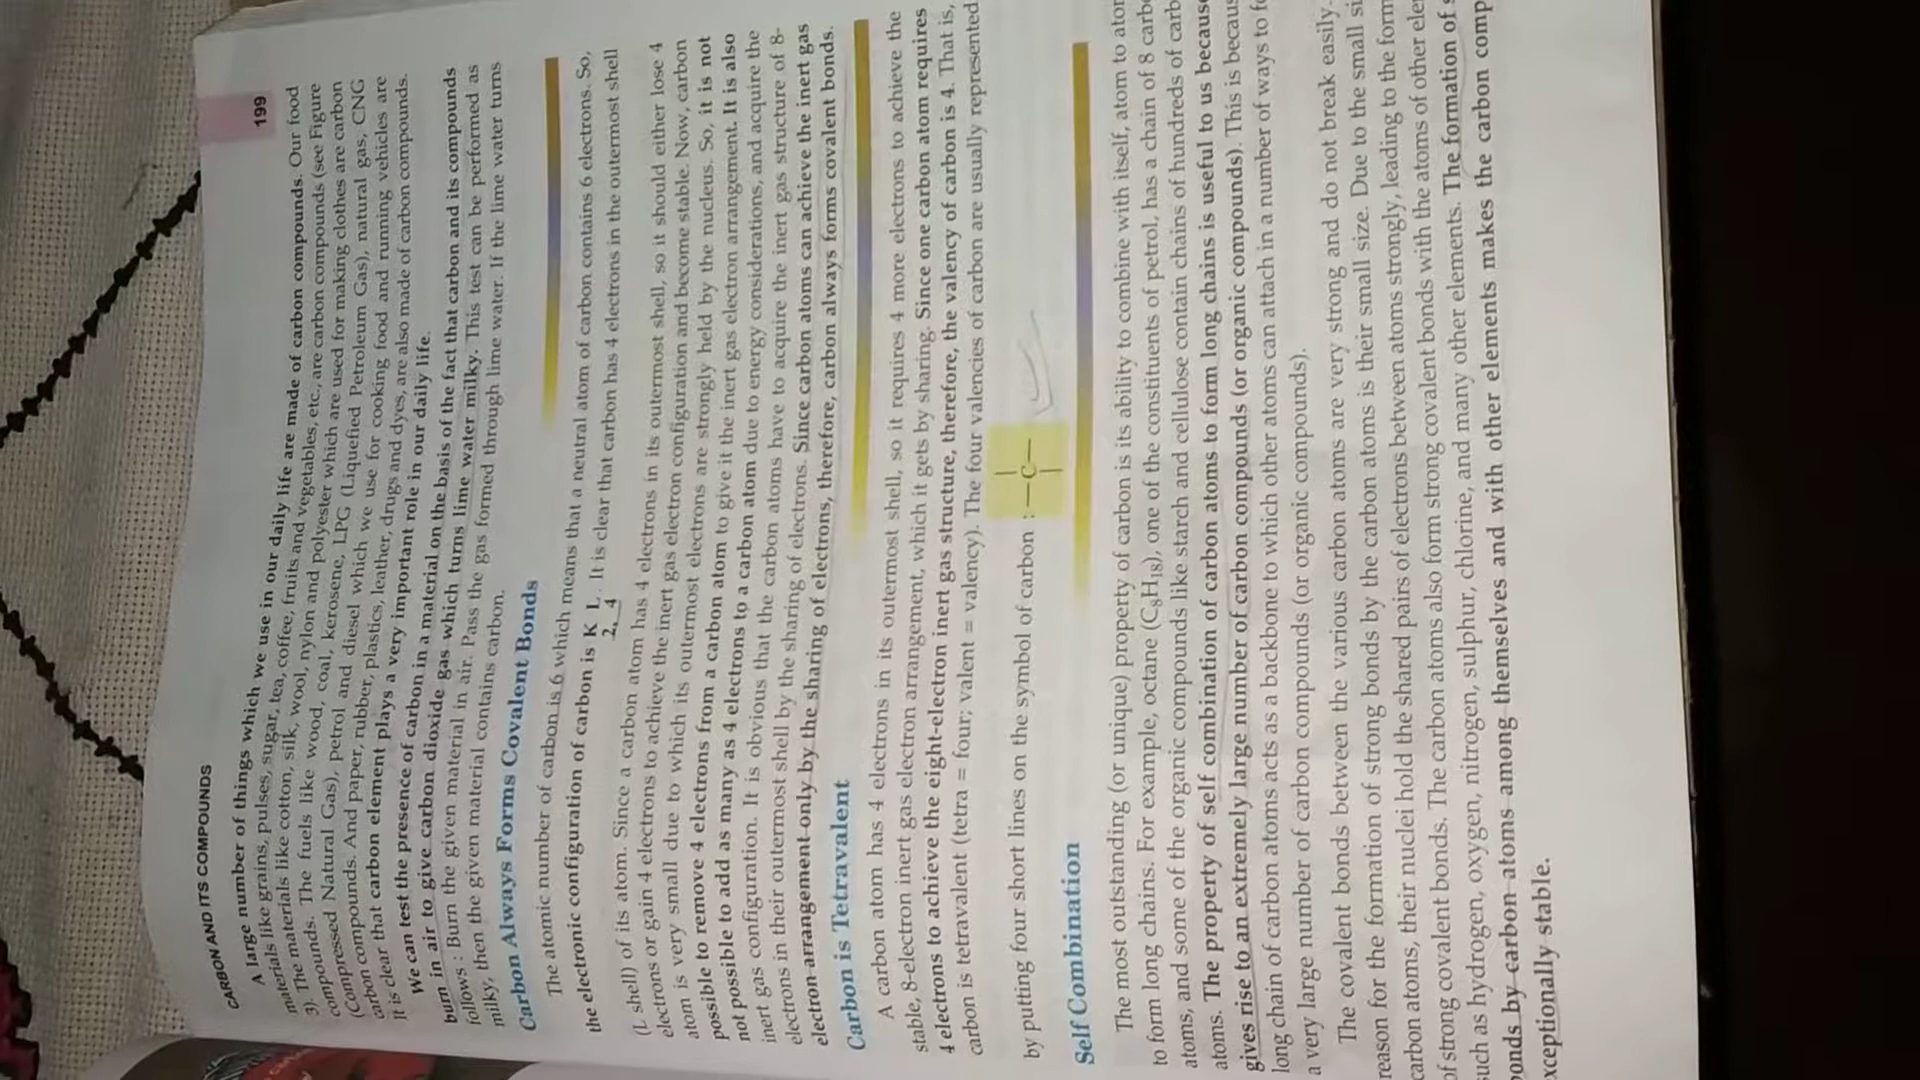 CARBON AND ITS COMPOUNDS 199
A large number of things which we use in our daily life are made of carbon compounds. Our food
materials like grains, pulses, sugar, tea, coffee, fruits and vegetables, etc., are carbon compounds (see Figure
3). The materials like cotton, silk, wool, nylon and polyester which are used for making clothes are carbon
compounds. The fuels like wood, coal, kerosene, LPG (Liquefied Petroleum Gas), natural gas, CNG
(Compressed Natural Gas), petrol and diesel which we use for cooking food and running vehicles are
carbon compounds. And paper, rubber, plastics, leather, drugs and dyes, are also made of carbon compounds.
It is clear that carbon element plays a very important role in our daily life.
We can test the presence of carbon in a material on the basis of the fact that carbon and its compounds
burn in air to give carbon dioxide gas which turns lime water milky. This test can be performed as
follows : Burn the given material in air. Pass the gas formed through lime water. If the lime water turns
milky, then the given material contains carbon.
Carbon Always Forms Covalent Bonds
The atomic number of carbon is 6 which means that a neutral atom of carbon contains 6 electrons. So,
the electronic configuration of carbon is K L . It is clear that carbon has 4 electrons in the outermost shell
2, 4
(L shell) of its atom. Since a carbon atom has 4 electrons in its outermost shell, so it should either lose 4
electrons or gain 4 electrons to achieve the inert gas electron configuration and become stable. Now, carbon
atom is very small due to which its outermost electrons are strongly held by the nucleus. So, it is not
possible to remove 4 electrons from a carbon atom to give it the inert gas electron arrangement. It is also
not possible to add as many as 4 electrons to a carbon atom due to energy considerations, and acquire the
inert gas configuration. It is obvious that the carbon atoms have to acquire the inert gas structure of 8-
electrons in their outermost shell by the sharing of electrons. Since carbon atoms can achieve the inert gas
electron arrangement only by the sharing of electrons, therefore, carbon always forms covalent bonds.
Carbon is Tetravalent
A carbon atom has 4 electrons in its outermost shell, so it requires 4 more electrons to achieve the
stable, 8-electron inert gas electron arrangement, which it gets by sharing. Since one carbon atom requires
4 electrons to achieve the eight-electron inert gas structure, therefore, the valency of carbon is 4. That is,
carbon is tetravalent (tetra = four; valent = valency). The four valencies of carbon are usually represented
by putting four short lines on the symbol of carbon : —C—
Self Combination
The most outstanding (or unique) property of carbon is its ability to combine with itself, atom to
to form long chains. For example, octane (C₈H₁₈), one of the constituents of petrol, has a chain of 8
atoms, and some of the organic compounds like starch and cellulose contain chains of hundreds of
atoms. The property of self combination of carbon atoms to form long chains is useful to us because
gives rise to an extremely large number of carbon compounds (or organic compounds). This is
long chain of carbon atoms acts as a backbone to which other atoms can attach in a number of ways to
a very large number of carbon compounds (or organic compounds).
The covalent bonds between the various carbon atoms are very strong and do not break easily.
reason for the formation of strong bonds by the carbon atoms is their small size. Due to the small
carbon atoms, their nuclei hold the shared pairs of electrons between atoms strongly, leading to the
of strong covalent bonds. The carbon atoms also form strong covalent bonds with the atoms of other
such as hydrogen, oxygen, nitrogen, sulphur, chlorine, and many other elements. The formation of
by carbon atoms among themselves and with other elements makes the carbon
stable.